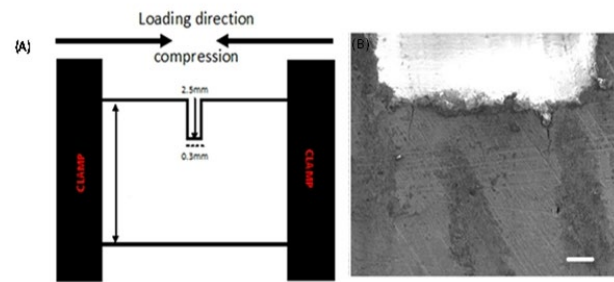 Loading direction
(A)
compression
(B)
2.5mm
0.3mm
CLAMP
CLAMP